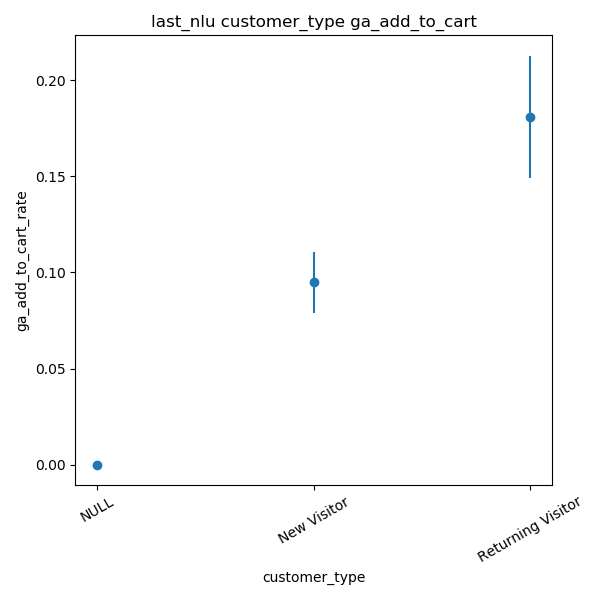 last_nlu customer_type ga_add_to_cart
ga_add_to_cart_rate
0.20
0.15
0.10
0.05
0.00
NULL
New Visitor
Returning Visitor
customer_type